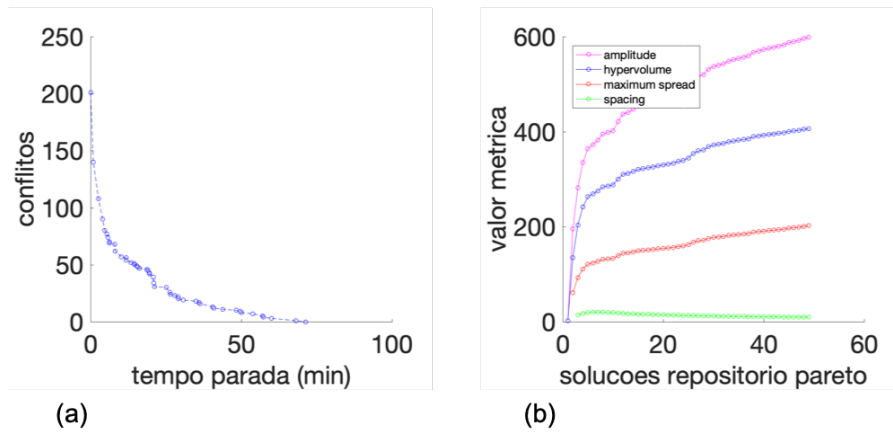 250
200
150
100
50
0
conflitos
0 50 100
tempo parada (min)
(a)
600
400
200
0
valor metrica
amplitude
hypervolume
maximum spread
spacing
0 20 40 60
solucoes repositorio pareto
(b)